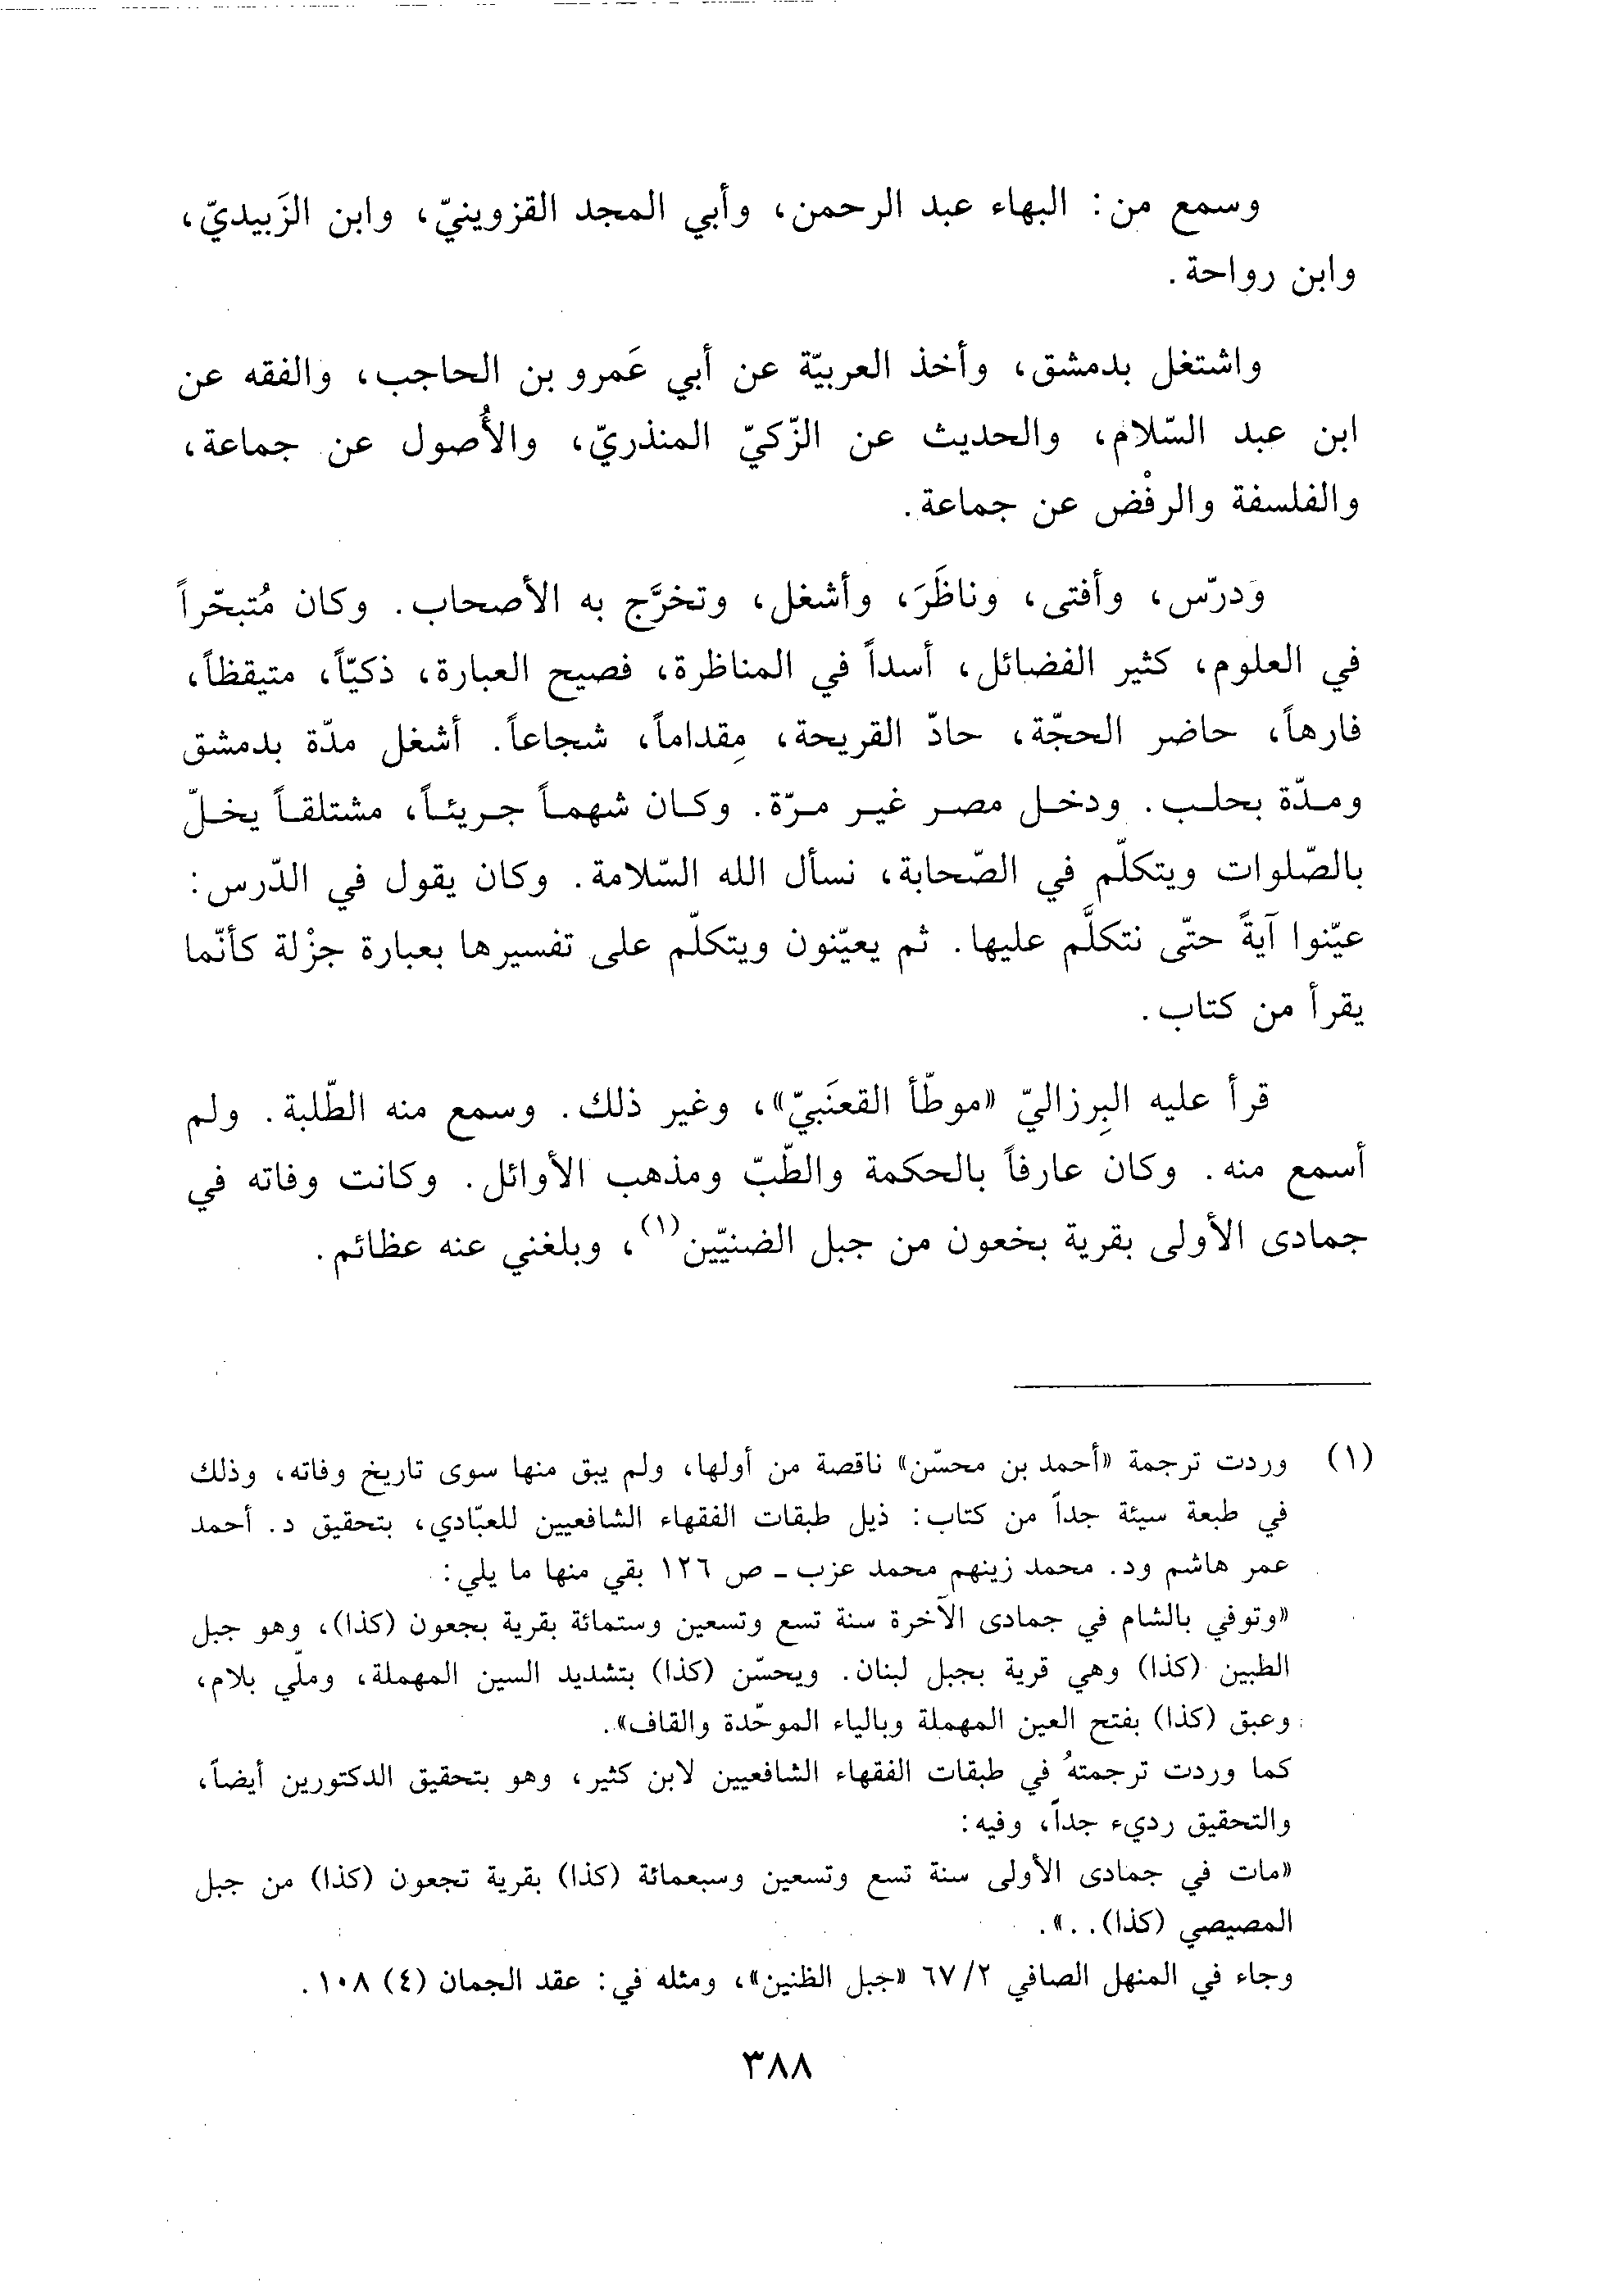 وسمع من: البهاء عبد الرحمن، وأبي المجد القزوينيّ، وابن الزَبيديّ،
وابن رواحة.
واشتغل بدمشق، وأخذ العربيّة عن أبي عَمرو بن الحاجب، والفقه عن
ابن عبد السّلام، والحديث عن الزّكيّ المنذريّ، والأُصول عن جماعة،
والفلسفة والرفْض عن جماعة.
ودرّس، وأفتى، وناظَرَ، وأشغل، وتخرَّج به الأصحاب. وكان مُتبحّراً
في العلوم، كثير الفضائل، أسداً في المناظرة، فصيح العبارة، ذكيّاً، متيقظاً،
فارهاً، حاضر الحجّة، حادّ القريحة، مِقداماً، شجاعاً. أشغل مدّة بدمشق
ومدّة بحلب. ودخل مصر غير مرّة. وكان شهماً جريئاً، مشتلقاً يخلّ
بالصّلوات ويتكلّم في الصّحابة، نسأل الله السّلامة. وكان يقول في الدّرس:
عيّنوا آيةً حتّى نتكلَّم عليها. ثم يعيّنون ويتكلّم على تفسيرها بعبارة جزْلة كأنّما
يقرأ من كتاب.
قرأ عليه البِرزاليّ «موطّأ القعنَبيّ»، وغير ذلك. وسمع منه الطّلبة. ولم
أسمع منه. وكان عارفاً بالحكمة والطّبّ ومذهب الأوائل. وكانت وفاته في
جمادى الأولى بقرية بخعون من جبل الضنيّين(١)، وبلغني عنه عظائم.
(١) وردت ترجمة «أحمد بن محسّن» ناقصة من أولها، ولم يبق منها سوى تاريخ وفاته، وذلك
في طبعة سيئة جداً من كتاب: ذيل طبقات الفقهاء الشافعيين للعبّادي، بتحقيق د. أحمد
عمر هاشم ود. محمد زينهم محمد عزب ـ ص ١٢٦ بقي منها ما يلي:
«وتوفي بالشام في جمادى الآخرة سنة تسع وتسعين وستمائة بقرية بجعون (كذا)، وهو جبل
الطبين (كذا) وهي قرية بجبل لبنان. ويحسّن (كذا) بتشديد السين المهملة، وملّي بلام،
وعبق (كذا) بفتح العين المهملة وبالياء الموحّدة والقاف».
كما وردت ترجمتهُ في طبقات الفقهاء الشافعيين لابن كثير، وهو بتحقيق الدكتورين أيضاً،
والتحقيق رديء جداً، وفيه:
«مات في جمادى الأولى سنة تسع وتسعين وسبعمائة (كذا) بقرية تجعون (كذا) من جبل
المصيصي (كذا)..».
وجاء في المنهل الصافي ٦٧/٢ «جبل الظنين»، ومثله في: عقد الجمان (٤) ١٠٨.
٣٨٨